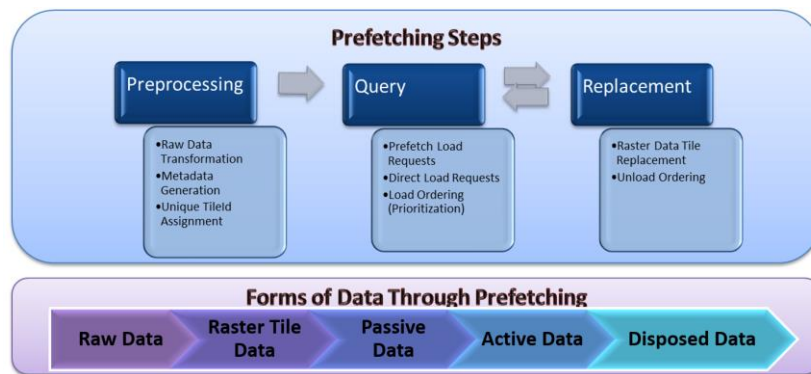 Prefetching Steps
Preprocessing
Query
Replacement
•Raw Data
Transformation
•Metadata
Generation
•Unique TileId
Assignment
•Prefetch Load
Requests
•Direct Load Requests
•Load Ordering
(Prioritization)
•Raster Data Tile
Replacement
•Unload Ordering
Forms of Data Through Prefetching
Raw Data
Raster Tile
Data
Passive
Data
Active Data
Disposed Data